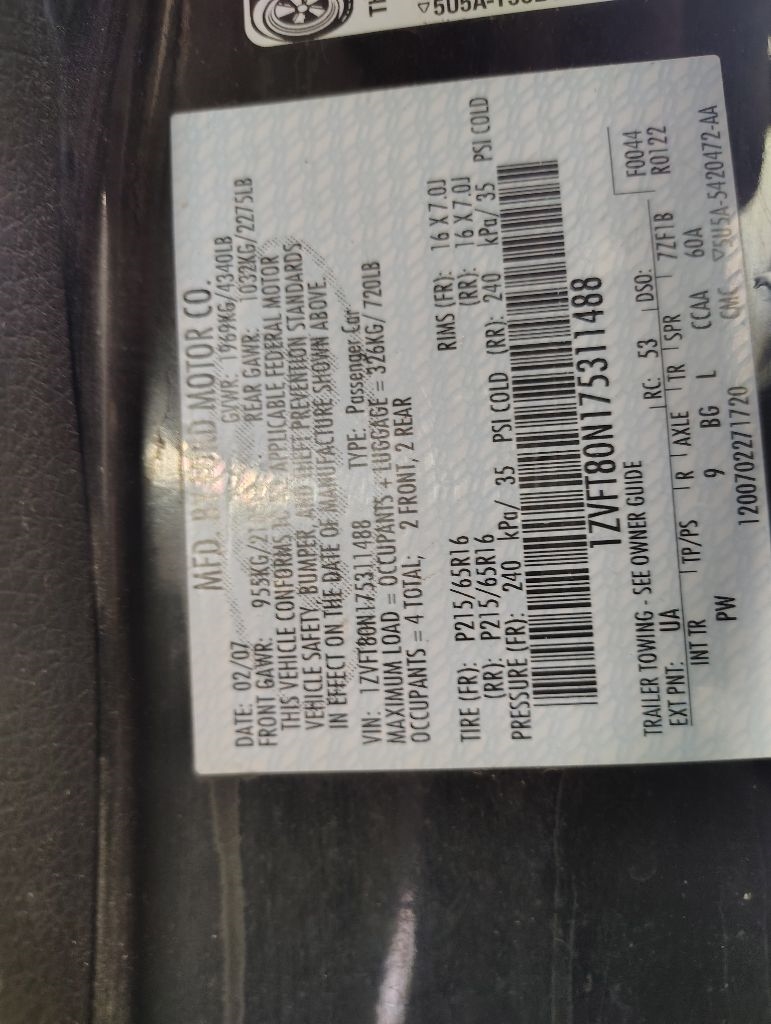 MFD. BY FORD MOTOR CO.
DATE: 02/07 GVWR: 1969KG/4340LB
FRONT GAWR: 955KG/21 REAR GAWR: 1032KG/2275LB
THIS VEHICLE CONFORMS APPLICABLE FEDERAL MOTOR
VEHICLE SAFETY, BUMPER, AND THEFT PREVENTION STANDARDS
IN EFFECT ON THE DATE OF MANUFACTURE SHOWN ABOVE.
VIN: 1ZVFT80N175311488 TYPE: Passenger Car
MAXIMUM LOAD = OCCUPANTS + LUGGAGE = 326KG/ 720LB
OCCUPANTS = 4 TOTAL; 2 FRONT, 2 REAR
TIRE (FR): P215/65R16 RIMS (FR): 16 X 7.0J
(RR): P215/65R16 (RR): 16 X 7.0J
PRESSURE (FR): 240 kPa/ 35 PSI COLD (RR): 240 kPa/ 35 PSI COLD
1ZVFT80N175311488
F0044
R0122
TRAILER TOWING - SEE OWNER GUIDE
EXT PNT: UA RC: 53 DSO: 7ZF1B
INT TR TP/PS R AXLE TR SPR 60A
PW 9 BG L CCAA
1200702271720 CMC ▽5U5A-5420472-AA